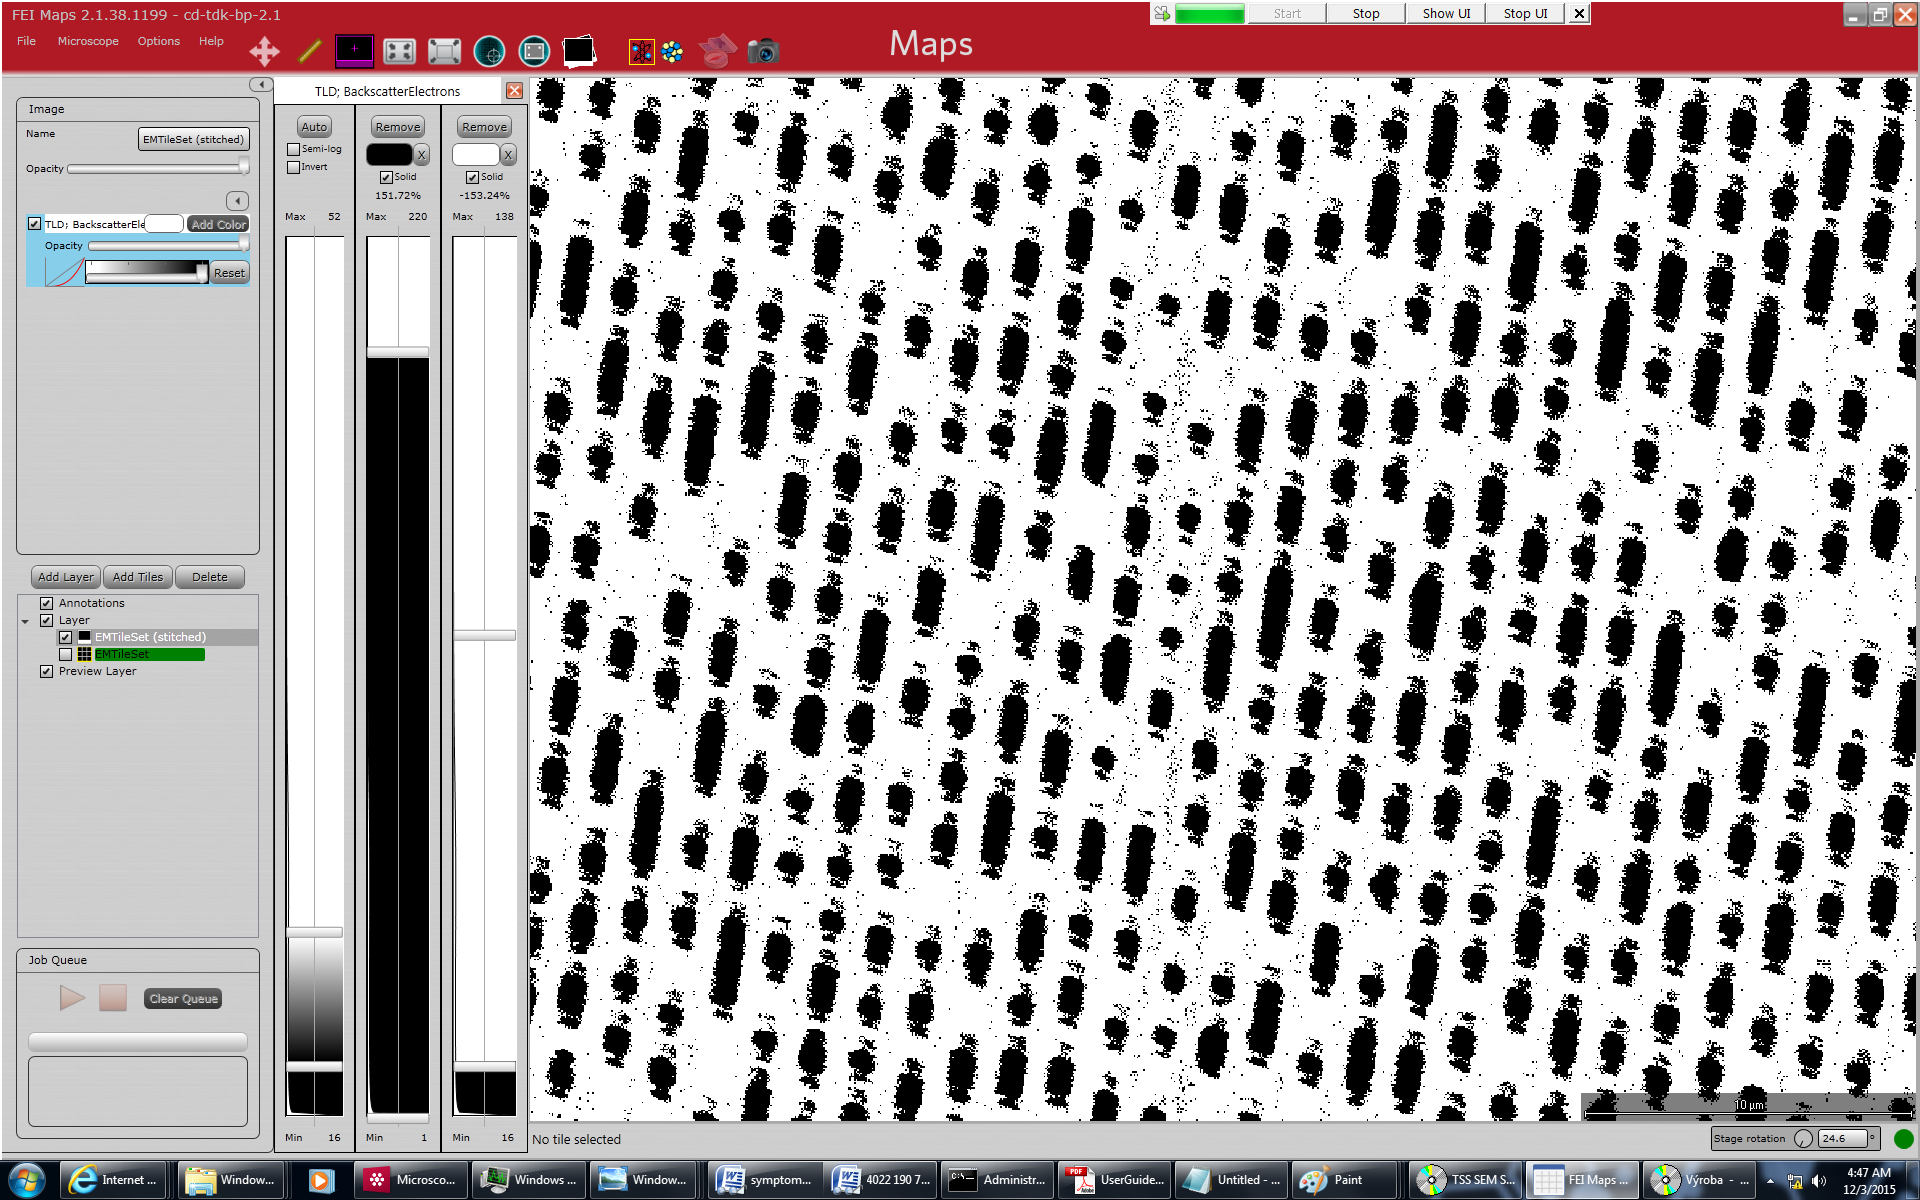 FEI Maps 2.1.38.1199 - cd-tdk-bp-2.1
Start Stop Show UI Stop UI X
File Microscope Options Help
Maps
Image
Name EMTileSet (stitched)
Opacity
TLD; BackscatterEle Add Color
Opacity
Reset
Add Layer Add Tiles Delete
Annotations
Layer
EMTileSet (stitched)
EMTileSet
Preview Layer
Job Queue
Clear Queue
TLD; BackscatterElectrons
Auto Remove Remove
Semi-log X X
Invert Solid Solid
151.72% -153.24%
Max 52 Max 220 Max 138
Min 16 Min 1 Min 16
10 µm
No tile selected
Stage rotation 24.6 °
Internet ... Window... Microsco... Windows ... Window... symptom... 4022 190 7... Administr... UserGuide... Untitled - ... Paint TSS SEM S... FEI Maps ... Výroba - ...
4:47 AM
12/3/2015